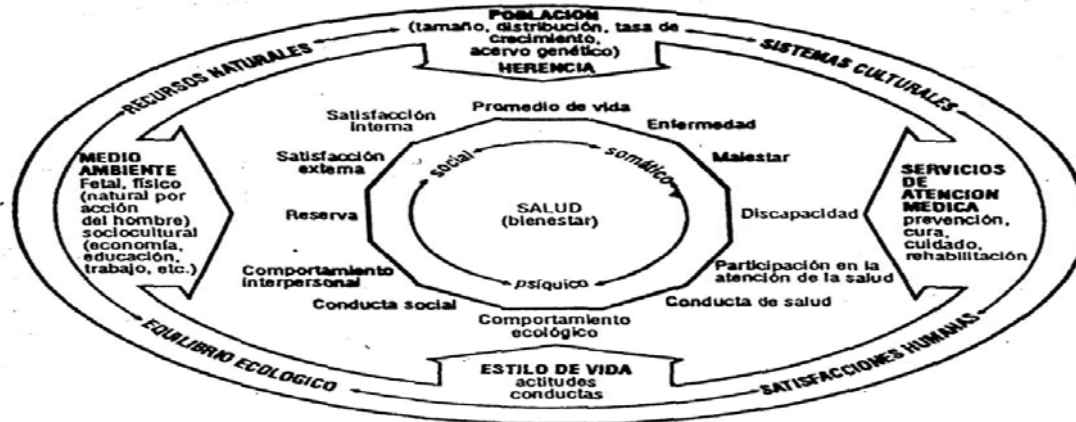 POBLACION
(tamaño, distribución, tasa de
crecimiento,
acervo genético)
HERENCIA
RECURSOS NATURALES
SISTEMAS CULTURALES
Promedio de vida
Satisfacción
interna
Enfermedad
Satisfacción
externa
Malestar
Reserva
Discapacidad
Comportamiento
interpersonal
Participación en la
atención de la salud
Conducta social
Conducta de salud
Comportamiento
ecológico
social
somático
psíquico
SALUD
(bienestar)
MEDIO
AMBIENTE
Fetal, físico
(natural por
acción
del hombre)
sociocultural
(economía,
educación,
trabajo, etc.)
SERVICIOS
DE
ATENCION
MEDICA
prevención,
cura,
cuidado,
rehabilitación
ESTILO DE VIDA
actitudes
conductas
EQUILIBRIO ECOLOGICO
SATISFACCIONES HUMANAS